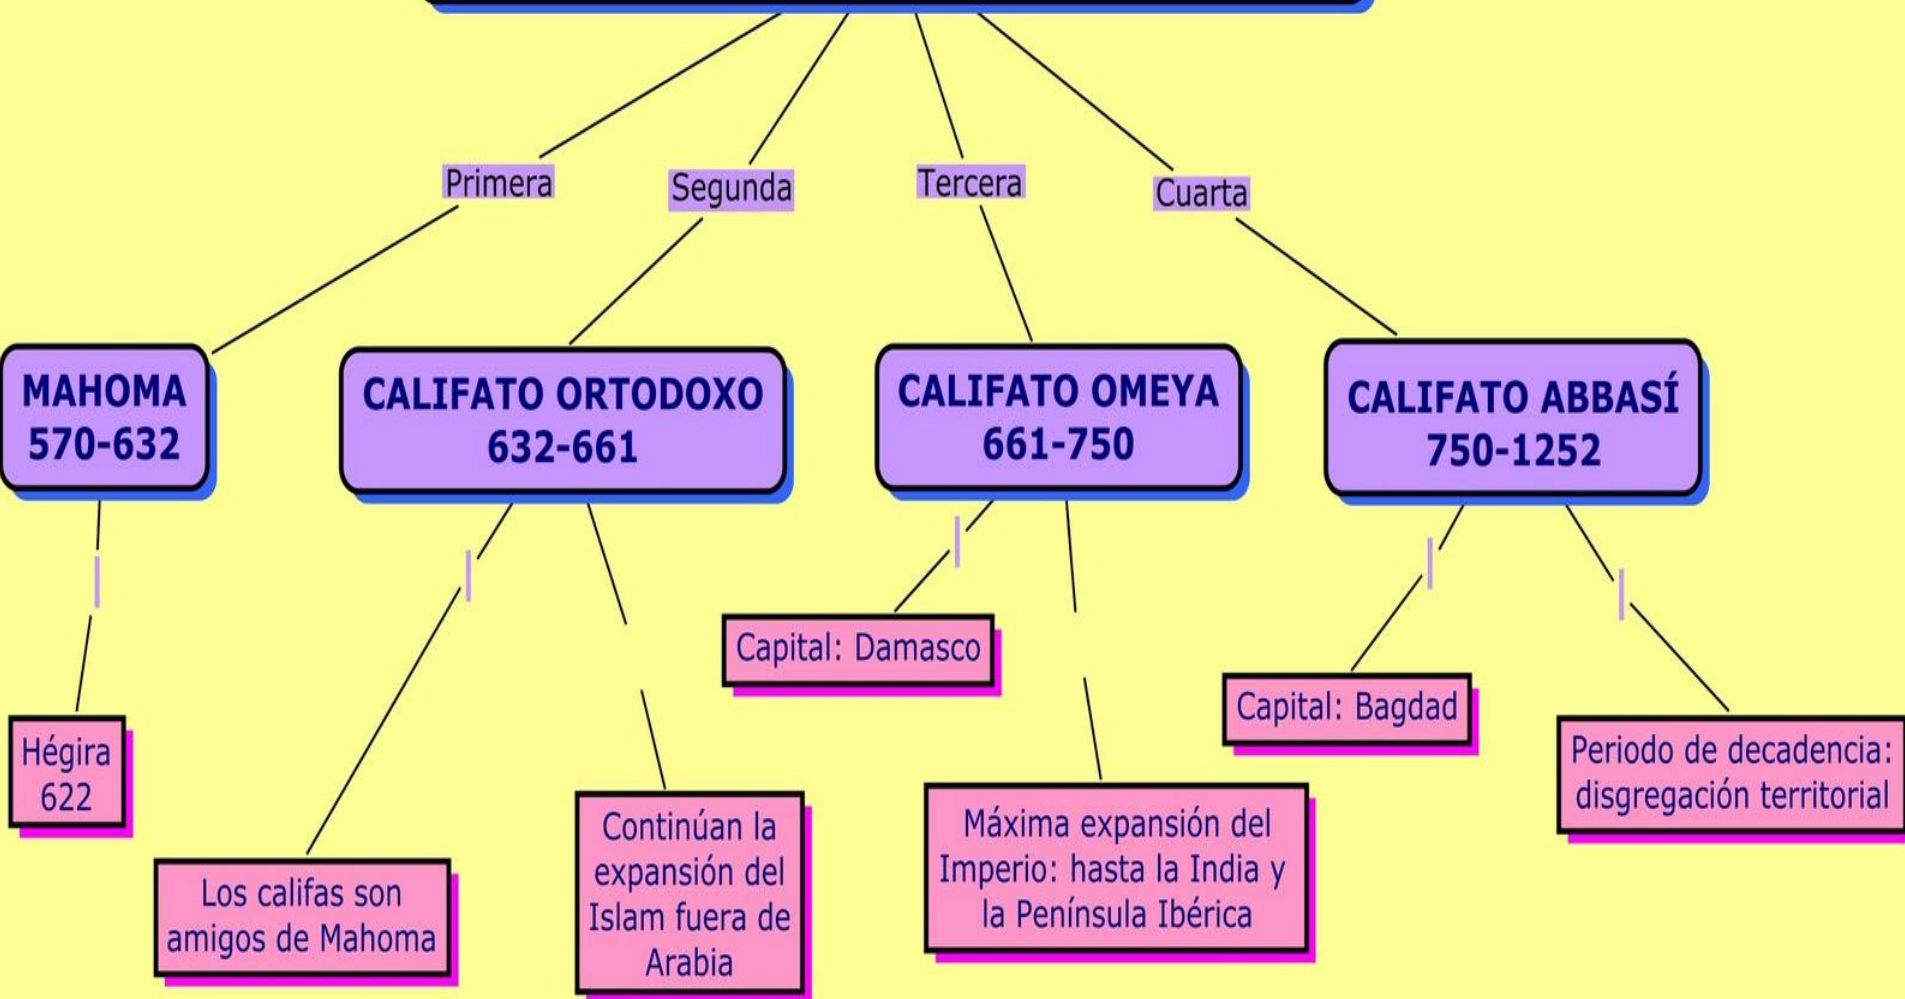 Primera
Segunda
Tercera
Cuarta
MAHOMA
570-632
CALIFATO ORTODOXO
632-661
CALIFATO OMEYA
661-750
CALIFATO ABBASÍ
750-1252
Hégira
622
Los califas son
amigos de Mahoma
Continúan la
expansión del
Islam fuera de
Arabia
Capital: Damasco
Máxima expansión del
Imperio: hasta la India y
la Península Ibérica
Capital: Bagdad
Periodo de decadencia:
disgregación territorial